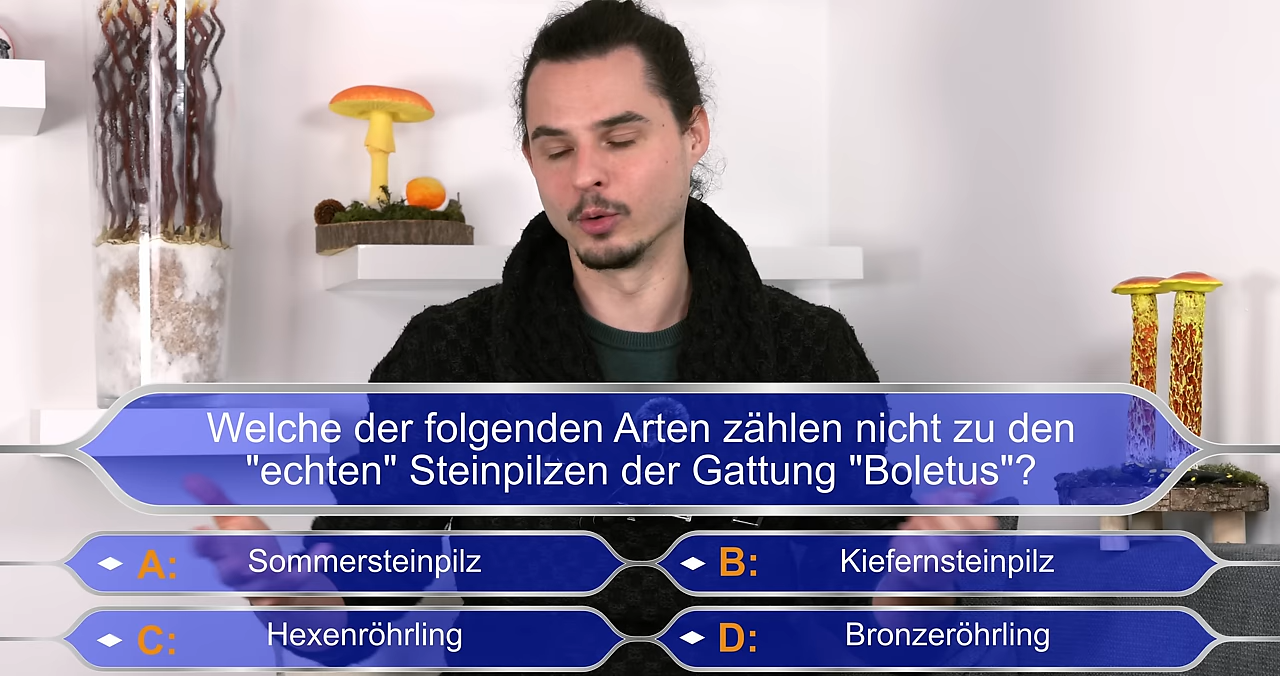 Welche der folgenden Arten zählen nicht zu den
"echten" Steinpilzen der Gattung "Boletus"?
A: Sommersteinpilz
B: Kiefernsteinpilz
C: Hexenröhrling
D: Bronzeröhrling